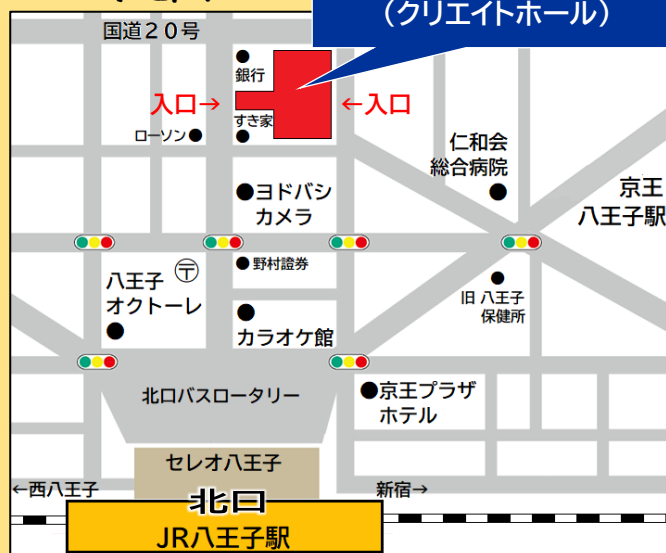 (クリエイトホール)
国道20号
銀行
入口→
←入口
すき家
ローソン
仁和会
総合病院
京王
八王子駅
ヨドバシ
カメラ
野村證券
八王子 〒
オクトーレ
旧 八王子
保健所
カラオケ館
北口バスロータリー
京王プラザ
ホテル
セレオ八王子
←西八王子
新宿→
北口
JR八王子駅